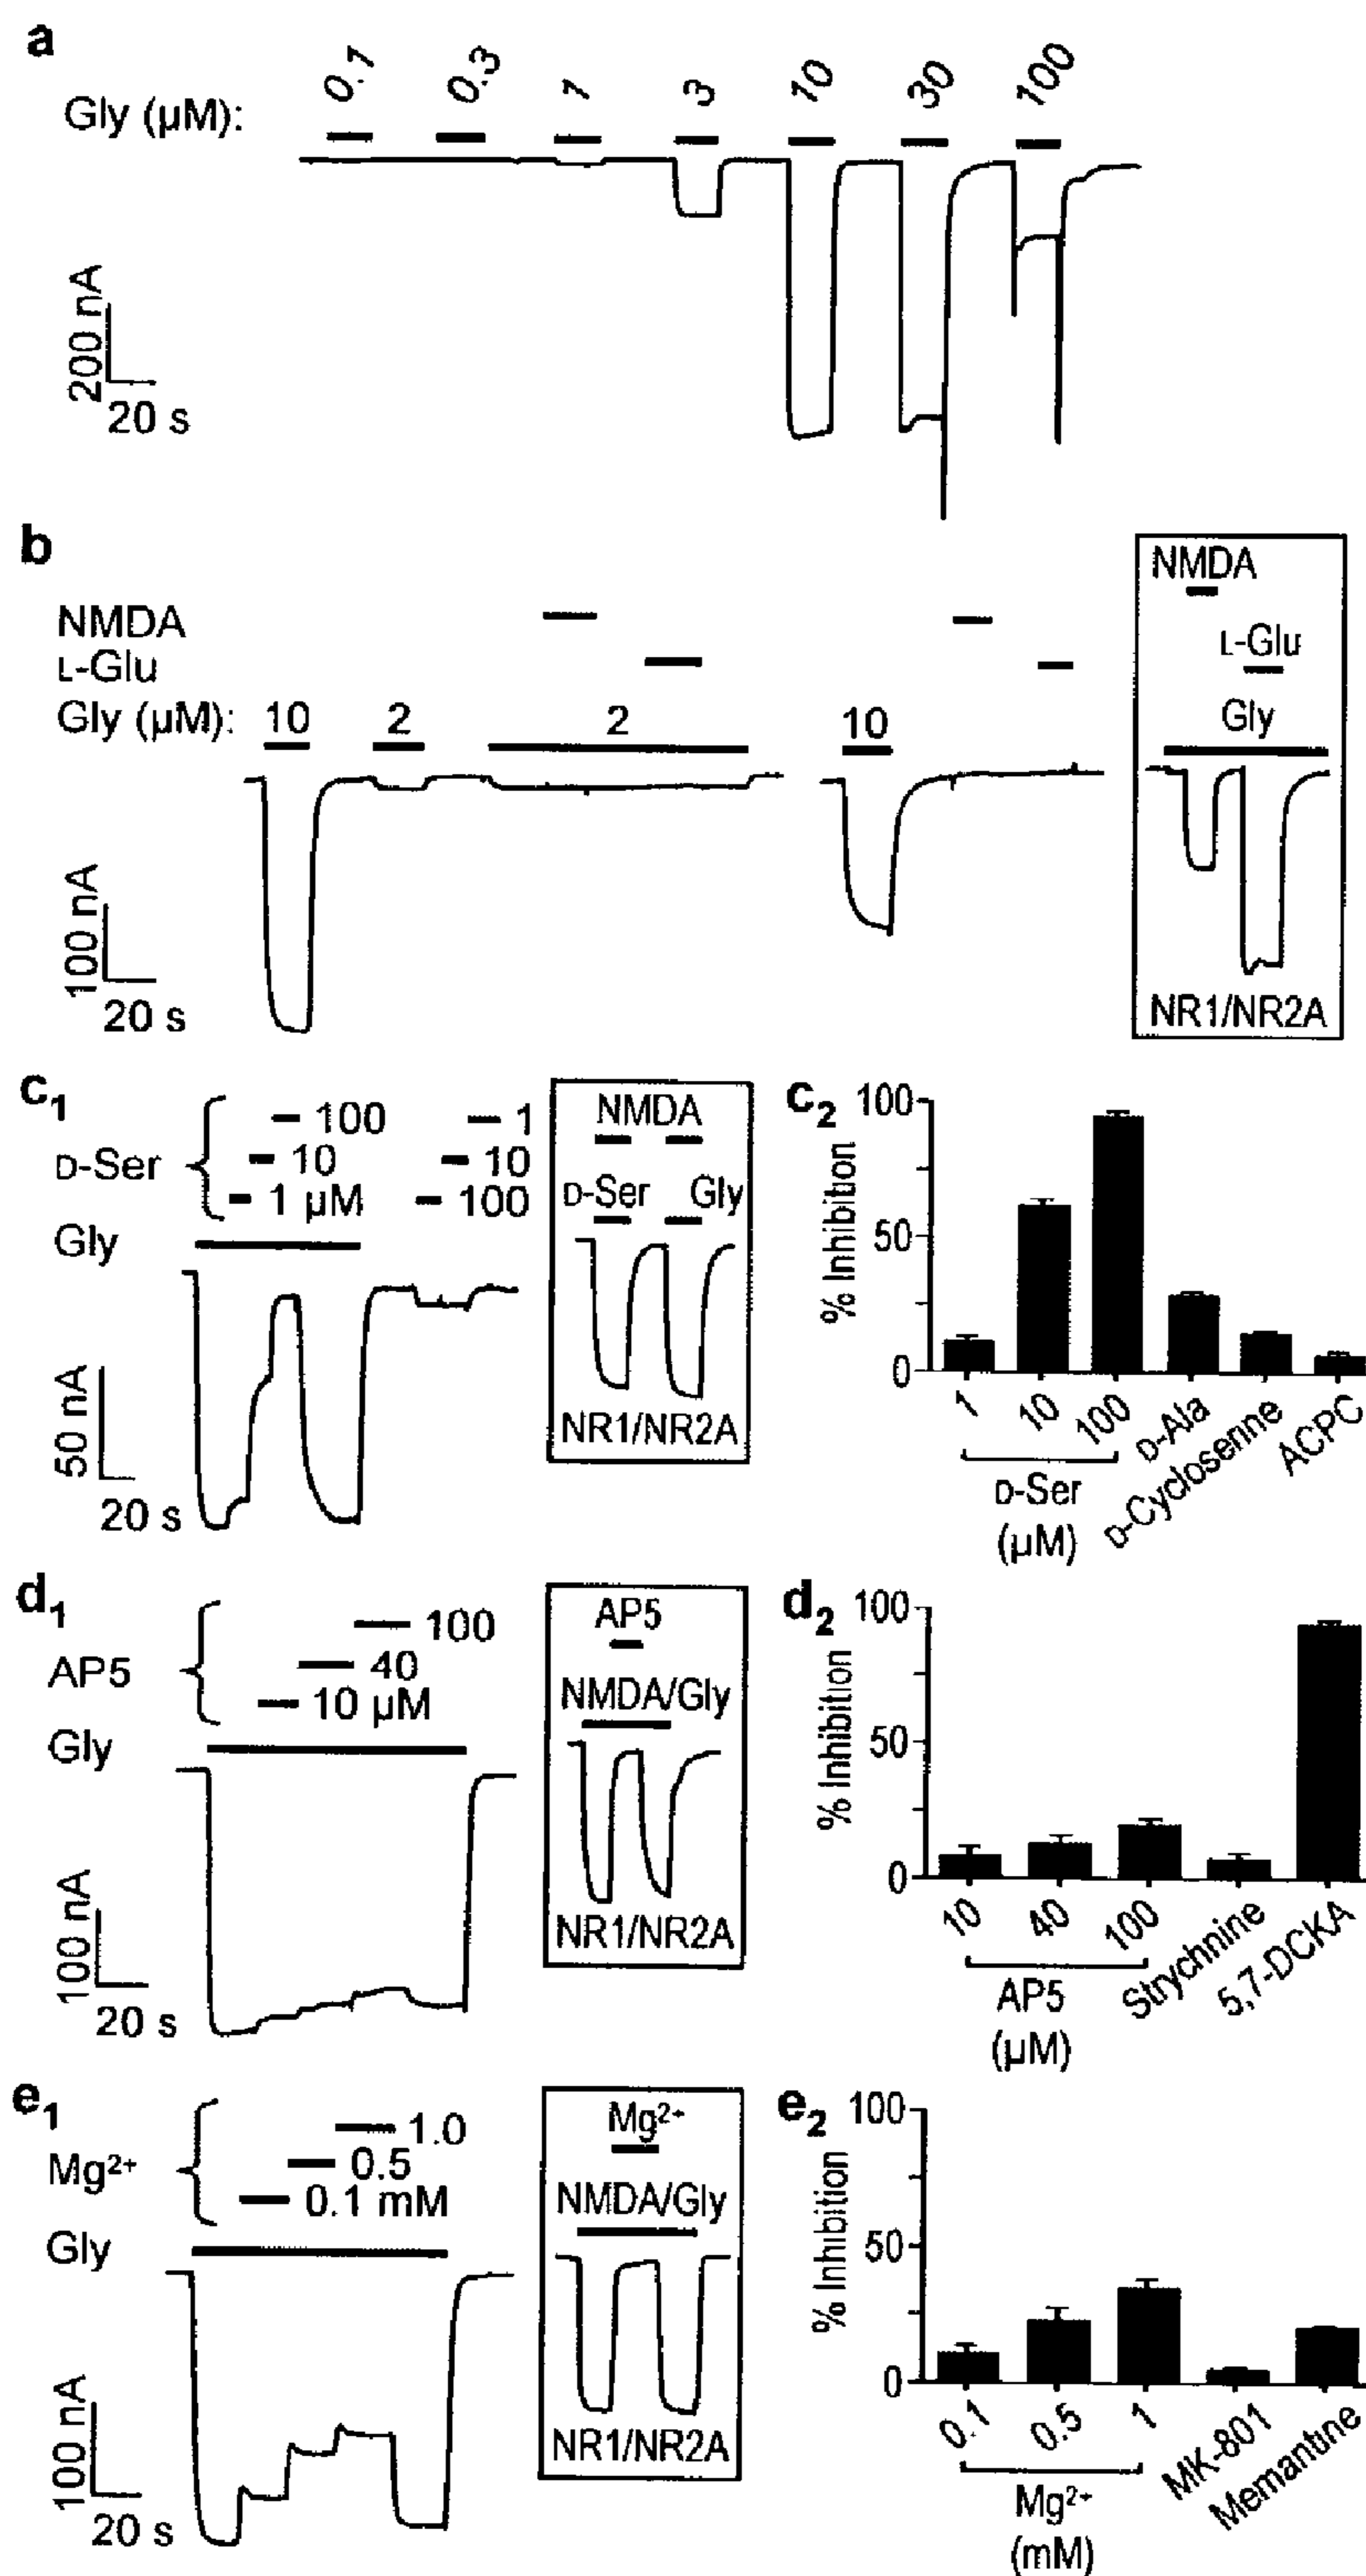 a
Gly (µM): 0.1 0.3 1 3 10 30 100
200 nA
20 s
b
NMDA
L-Glu
Gly (µM): 10 2 2 10
100 nA
20 s
NMDA
L-Glu
Gly
NR1/NR2A
c1
D-Ser
100
10
1 µM
1
10
100
Gly
50 nA
20 s
NMDA
D-Ser Gly
NR1/NR2A
c2
% Inhibition
100
50
0
1 10 100 D-Ala D-Cyclosenne ACPC
D-Ser
(µM)
d1
AP5
100
40
10 µM
Gly
100 nA
20 s
AP5
NMDA/Gly
NR1/NR2A
d2
% Inhibition
100
50
0
10 40 100 Strychnine 5,7-DCKA
AP5
(µM)
e1
Mg2+
1.0
0.5
0.1 mM
Gly
100 nA
20 s
Mg2+
NMDA/Gly
NR1/NR2A
e2
% Inhibition
100
50
0
0.1 0.5 1 MK-801 Memantine
Mg2+
(mM)